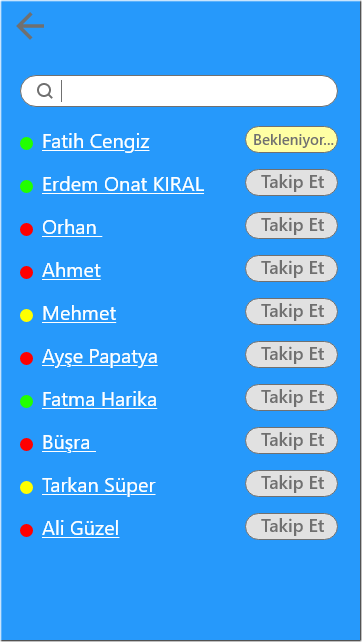 Fatih Cengiz Bekleniyor...
Erdem Onat KIRAL Takip Et
Orhan Takip Et
Ahmet Takip Et
Mehmet Takip Et
Ayşe Papatya Takip Et
Fatma Harika Takip Et
Büşra Takip Et
Tarkan Süper Takip Et
Ali Güzel Takip Et